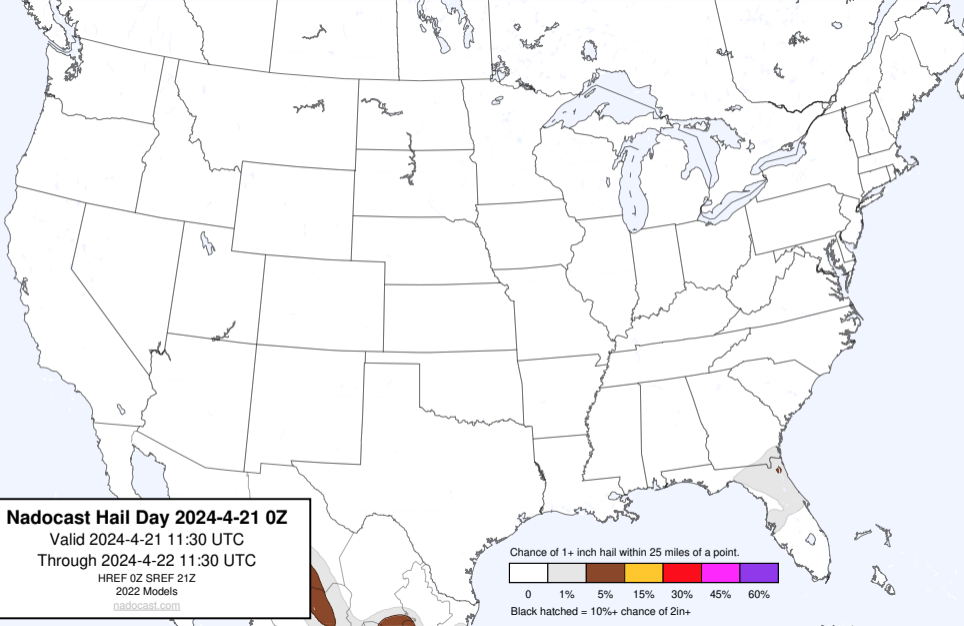 Nadocast Hail Day 2024-4-21 0Z
Valid 2024-4-21 11:30 UTC
Through 2024-4-22 11:30 UTC
HREF 0Z SREF 21Z
2022 Models
nadocast.com
Chance of 1+ inch hail within 25 miles of a point.
0 1% 5% 15% 30% 45% 60%
Black hatched = 10%+ chance of 2in+